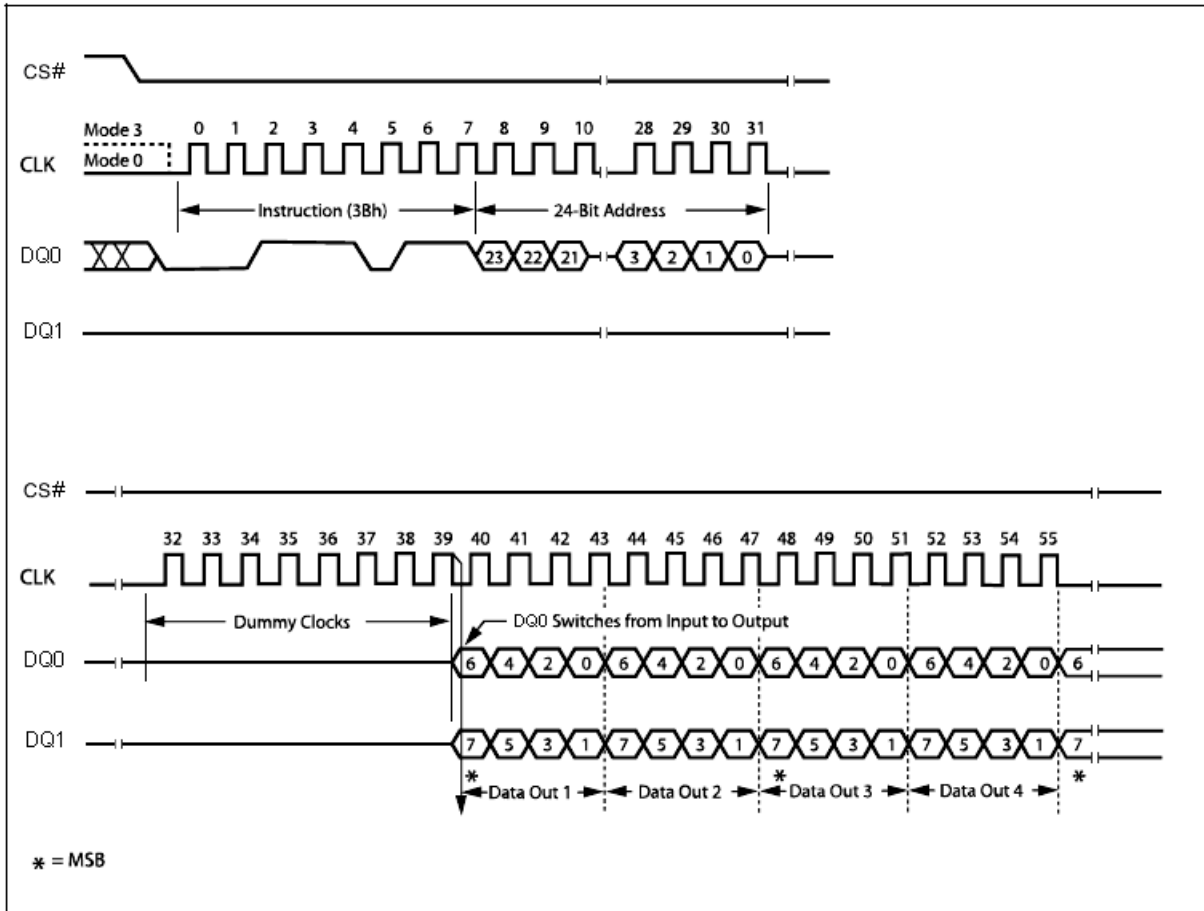 CS#
Mode 3 0 1 2 3 4 5 6 7 8 9 10 28 29 30 31
Mode 0
CLK
Instruction (3Bh) 24-Bit Address
DQ0 23 22 21 3 2 1 0
DQ1
CS#
32 33 34 35 36 37 38 39 40 41 42 43 44 45 46 47 48 49 50 51 52 53 54 55
CLK
Dummy Clocks DQ0 Switches from Input to Output
DQ0 6 4 2 0 6 4 2 0 6 4 2 0 6 4 2 0 6
DQ1 7 5 3 1 7 5 3 1 7 5 3 1 7 5 3 1 7
* * *
Data Out 1 Data Out 2 Data Out 3 Data Out 4
* = MSB